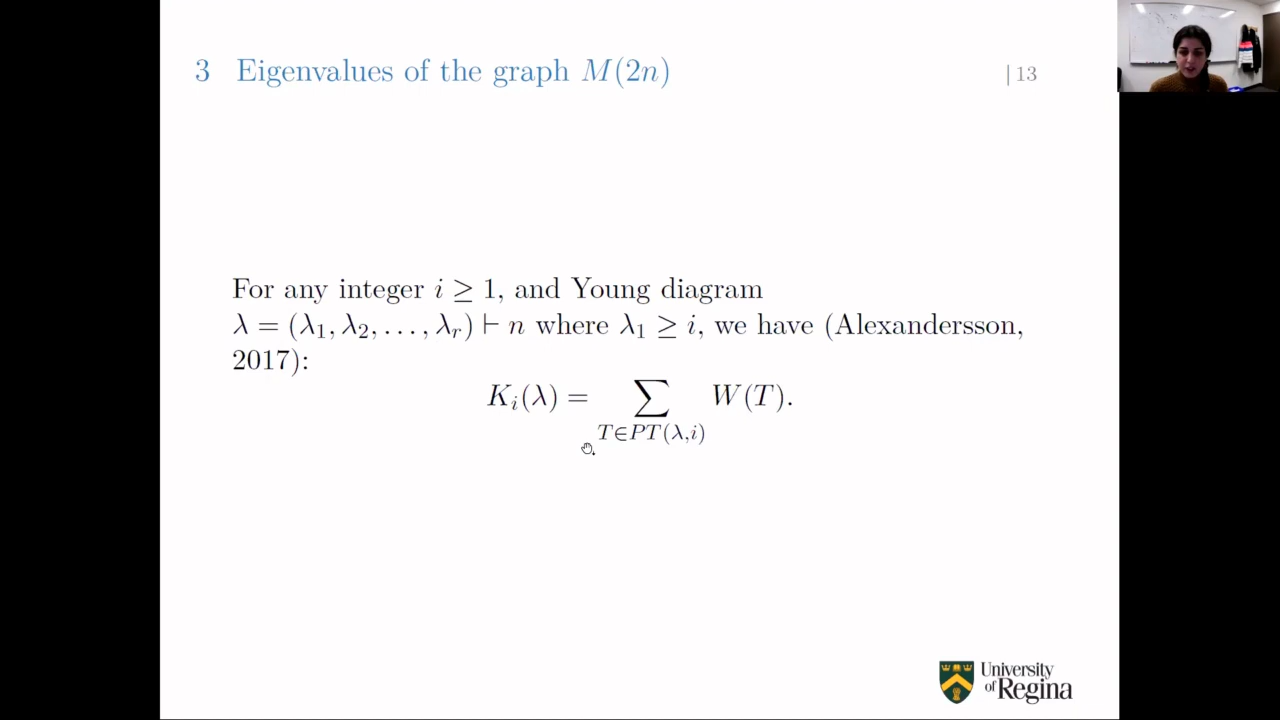 3 Eigenvalues of the graph M(2n)
| 13
For any integer i ≥ 1, and Young diagram
λ = (λ₁, λ₂, . . . , λᵣ) ⊢ n where λ₁ ≥ i, we have (Alexandersson,
2017):
Kᵢ(λ) = ∑ W(T).
T∈PT(λ,i)
University
of Regina